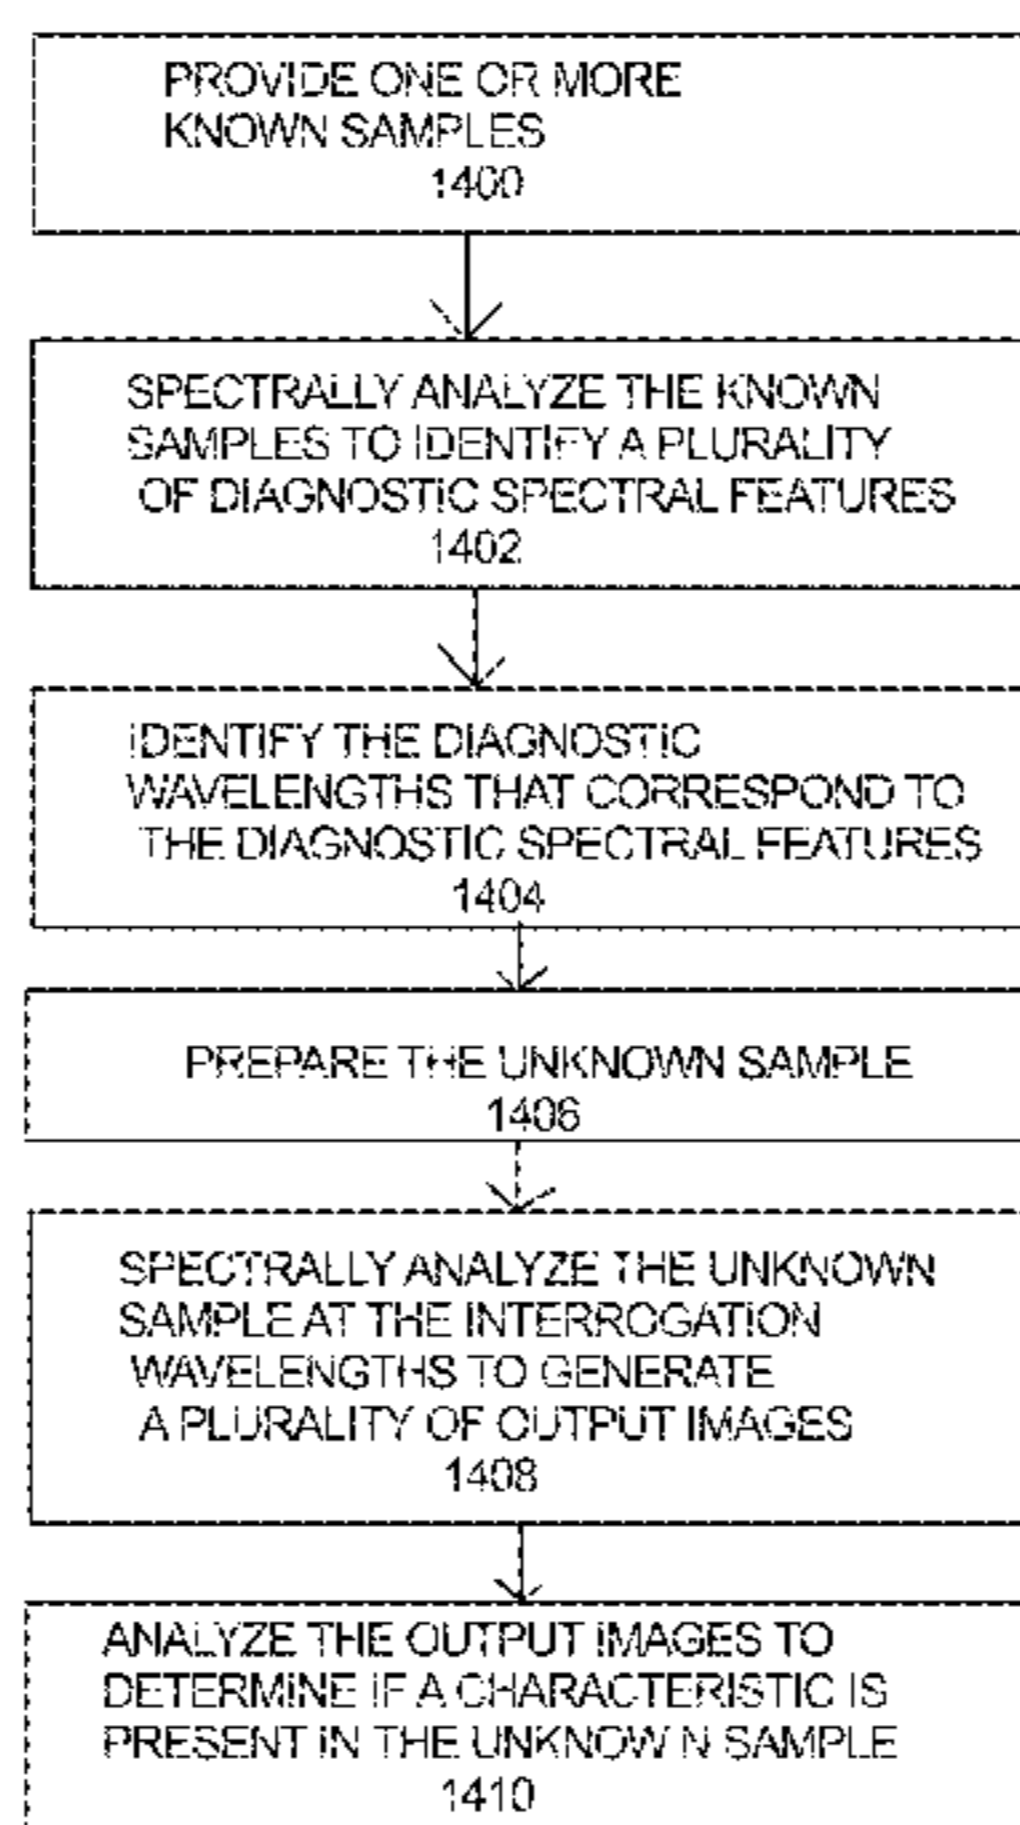 PROVIDE ONE OR MORE
KNOWN SAMPLES
1400
SPECTRALLY ANALYZE THE KNOWN
SAMPLES TO IDENTIFY A PLURALITY
OF DIAGNOSTIC SPECTRAL FEATURES
1402
IDENTIFY THE DIAGNOSTIC
WAVELENGTHS THAT CORRESPOND TO
THE DIAGNOSTIC SPECTRAL FEATURES
1404
PREPARE THE UNKNOWN SAMPLE
1406
SPECTRALLY ANALYZE THE UNKNOWN
SAMPLE AT THE INTERROGATION
WAVELENGTHS TO GENERATE
A PLURALITY OF OUTPUT IMAGES
1408
ANALYZE THE OUTPUT IMAGES TO
DETERMINE IF A CHARACTERISTIC IS
PRESENT IN THE UNKNOW N SAMPLE
1410